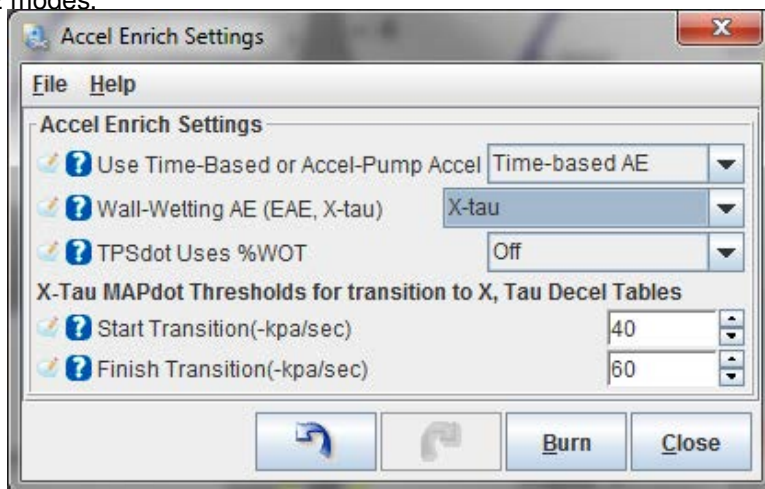 modes.
Accel Enrich Settings
File Help
Accel Enrich Settings
Use Time-Based or Accel-Pump Accel Time-based AE
Wall-Wetting AE (EAE, X-tau) X-tau
TPSdot Uses %WOT Off
X-Tau MAPdot Thresholds for transition to X, Tau Decel Tables
Start Transition(-kpa/sec) 40
Finish Transition(-kpa/sec) 60
Burn Close